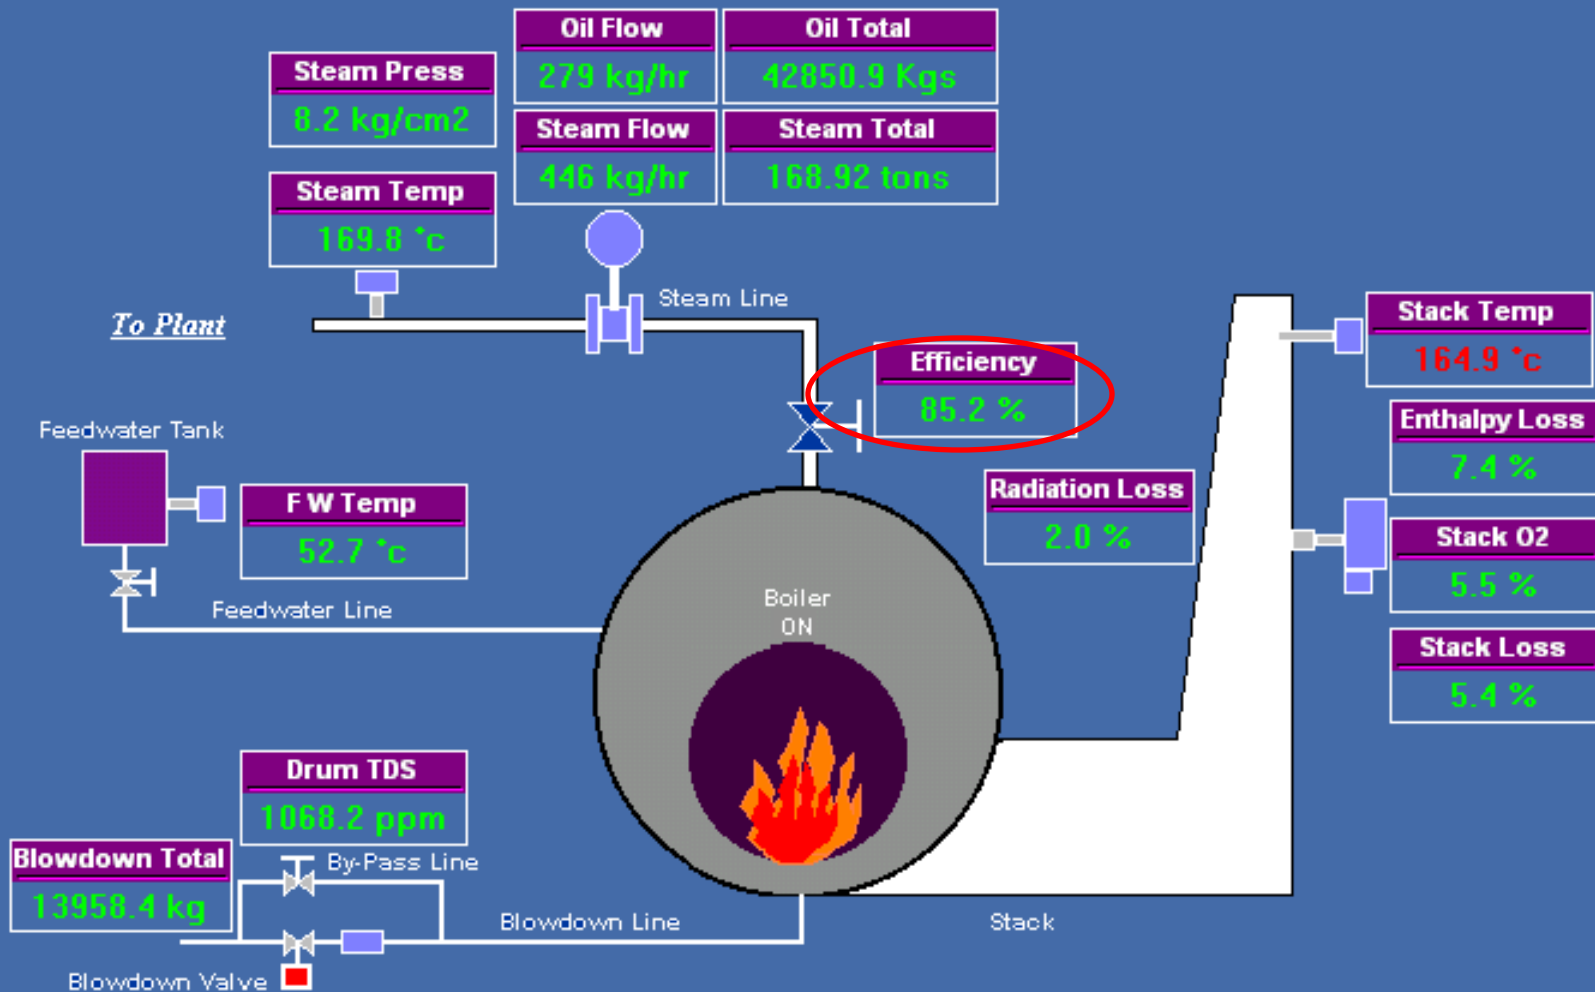 Oil Flow
279 kg/hr
Oil Total
42850.9 Kgs
Steam Press
8.2 kg/cm2
Steam Flow
446 kg/hr
Steam Total
168.92 tons
Steam Temp
169.8 °c
Steam Line
To Plant
Stack Temp
164.9 °c
Efficiency
85.2 %
Enthalpy Loss
7.4 %
Feedwater Tank
F W Temp
52.7 °c
Radiation Loss
2.0 %
Stack O2
5.5 %
Feedwater Line
Boiler
ON
Stack Loss
5.4 %
Drum TDS
1068.2 ppm
Blowdown Total
13958.4 kg
By-Pass Line
Blowdown Line
Stack
Blowdown Valve